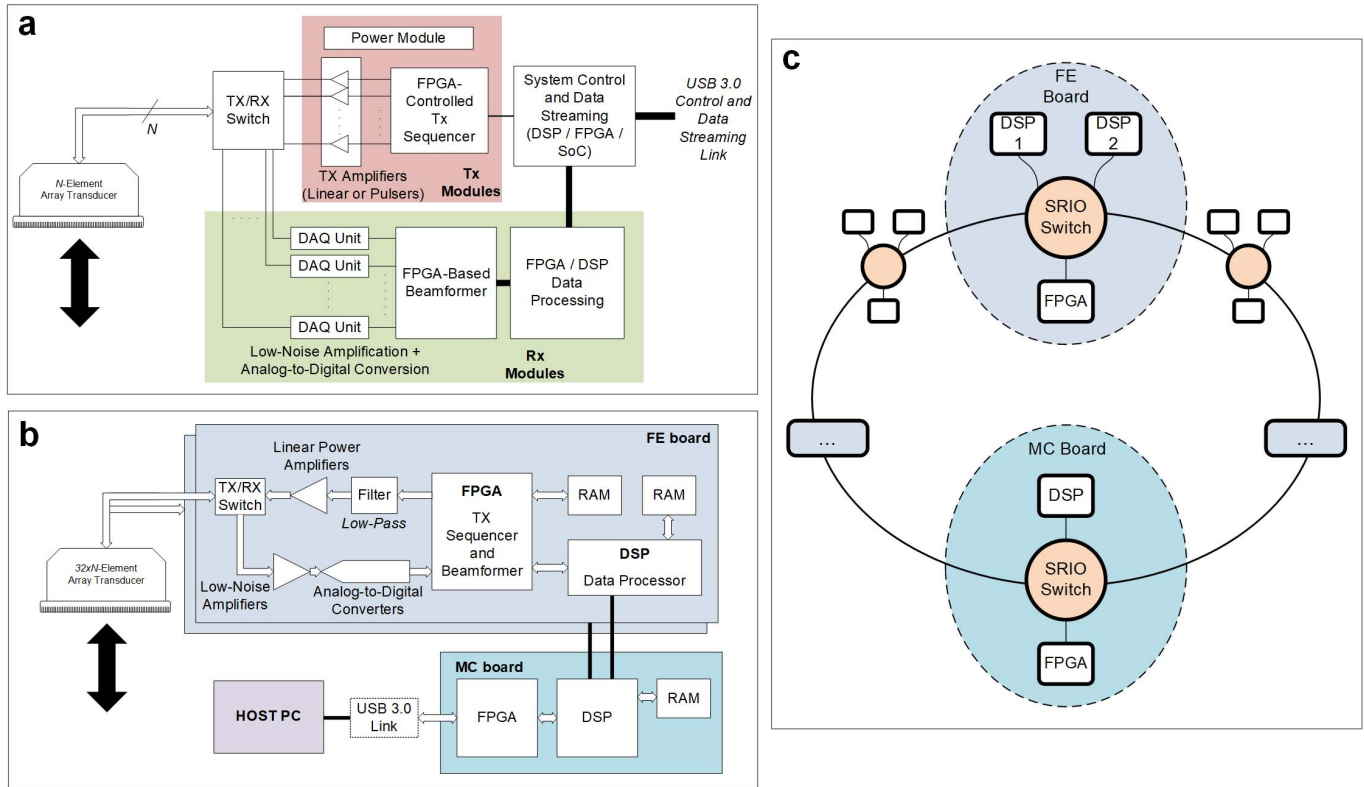 a
Power Module
TX/RX
Switch
FPGA-
Controlled
Tx
Sequencer
System Control
and Data
Streaming
(DSP / FPGA /
SoC)
USB 3.0
Control and
Data
Streaming
Link
N
N-Element
Array Transducer
TX Amplifiers
(Linear or Pulsers)
Tx
Modules
DAQ Unit
DAQ Unit
DAQ Unit
FPGA-Based
Beamformer
FPGA / DSP
Data
Processing
Low-Noise Amplification +
Analog-to-Digital Conversion
Rx
Modules
b
FE board
Linear Power
Amplifiers
TX/RX
Switch
Filter
Low-Pass
FPGA
TX
Sequencer
and
Beamformer
RAM
RAM
DSP
Data Processor
32xN-Element
Array Transducer
Low-Noise
Amplifiers
Analog-to-Digital
Converters
MC board
HOST PC
USB 3.0
Link
FPGA
DSP
RAM
c
FE
Board
DSP
1
DSP
2
SRIO
Switch
FPGA
...
...
MC Board
DSP
SRIO
Switch
FPGA